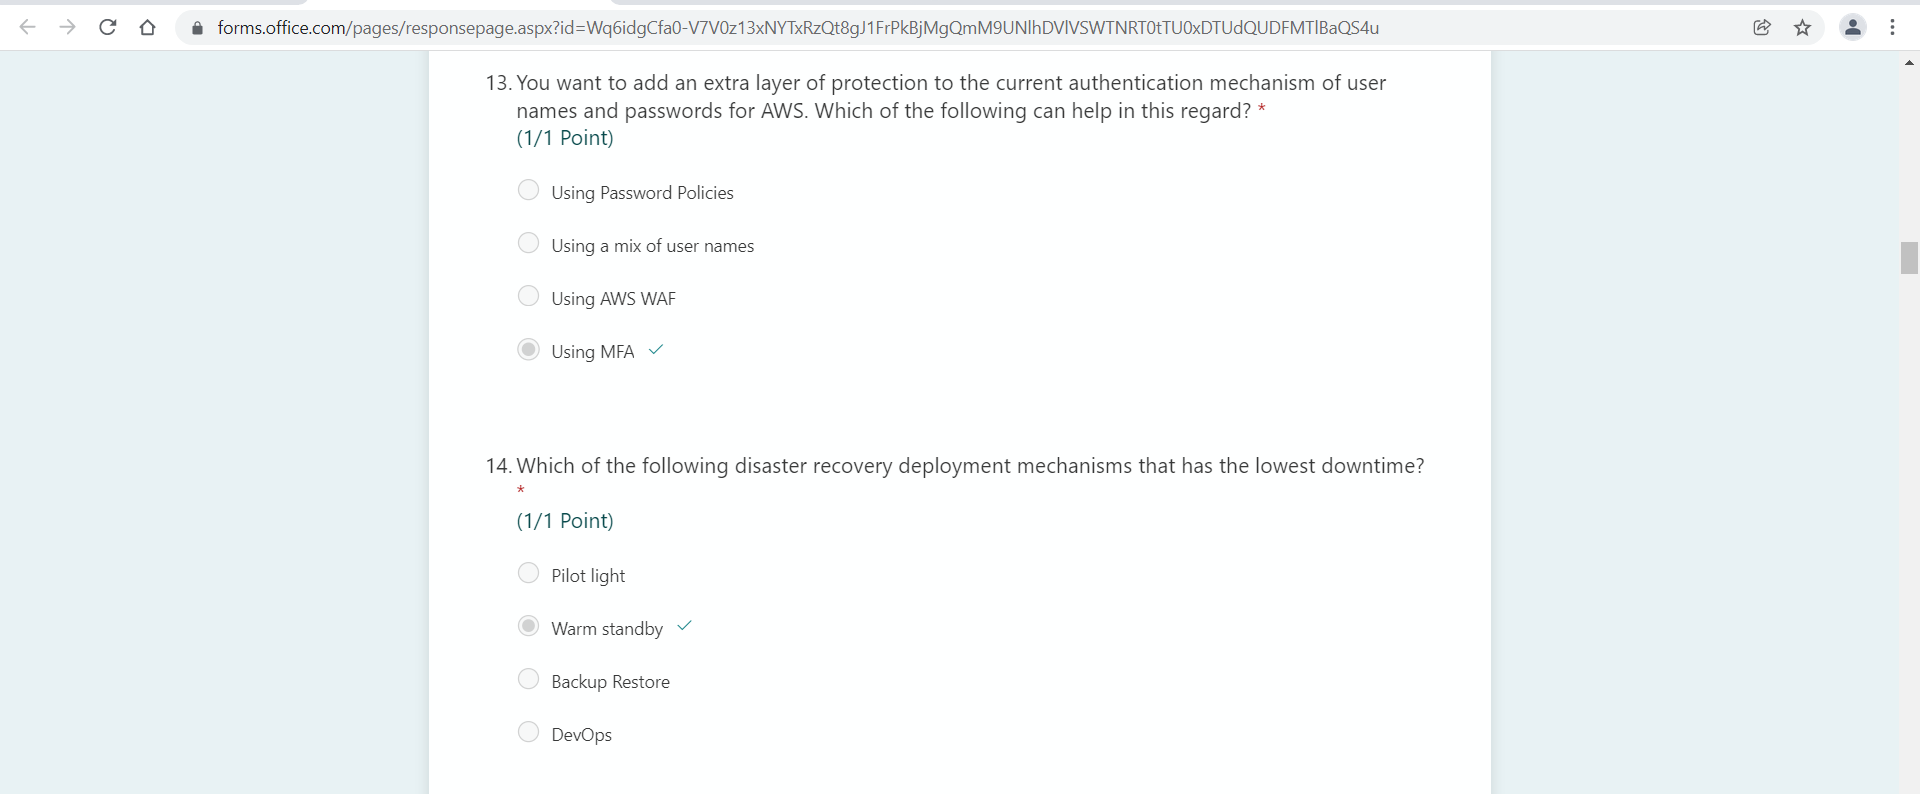 forms.office.com/pages/responsepage.aspx?id=Wq6idgCfa0-V7V0z13xNYTxRzQt8gJ1FrPkBjMgQmM9UNlhDVlVSWTNRT0tTU0xDTUdQUDFMTlBaQS4u
13. You want to add an extra layer of protection to the current authentication mechanism of user
names and passwords for AWS. Which of the following can help in this regard? *
(1/1 Point)
Using Password Policies
Using a mix of user names
Using AWS WAF
Using MFA
14. Which of the following disaster recovery deployment mechanisms that has the lowest downtime?
*
(1/1 Point)
Pilot light
Warm standby
Backup Restore
DevOps